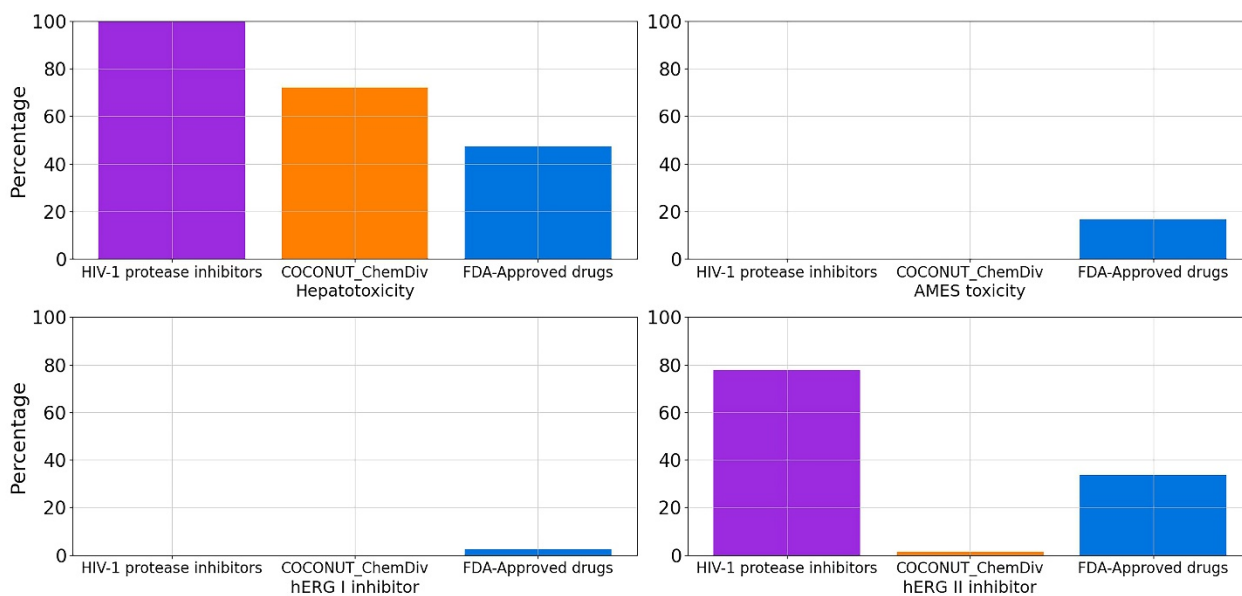 100
80
60
40
20
0
Percentage
HIV-1 protease inhibitors COCONUT_ChemDiv FDA-Approved drugs
Hepatotoxicity
100
80
60
40
20
0
HIV-1 protease inhibitors COCONUT_ChemDiv FDA-Approved drugs
AMES toxicity
100
80
60
40
20
0
Percentage
HIV-1 protease inhibitors COCONUT_ChemDiv FDA-Approved drugs
hERG I inhibitor
100
80
60
40
20
0
HIV-1 protease inhibitors COCONUT_ChemDiv FDA-Approved drugs
hERG II inhibitor